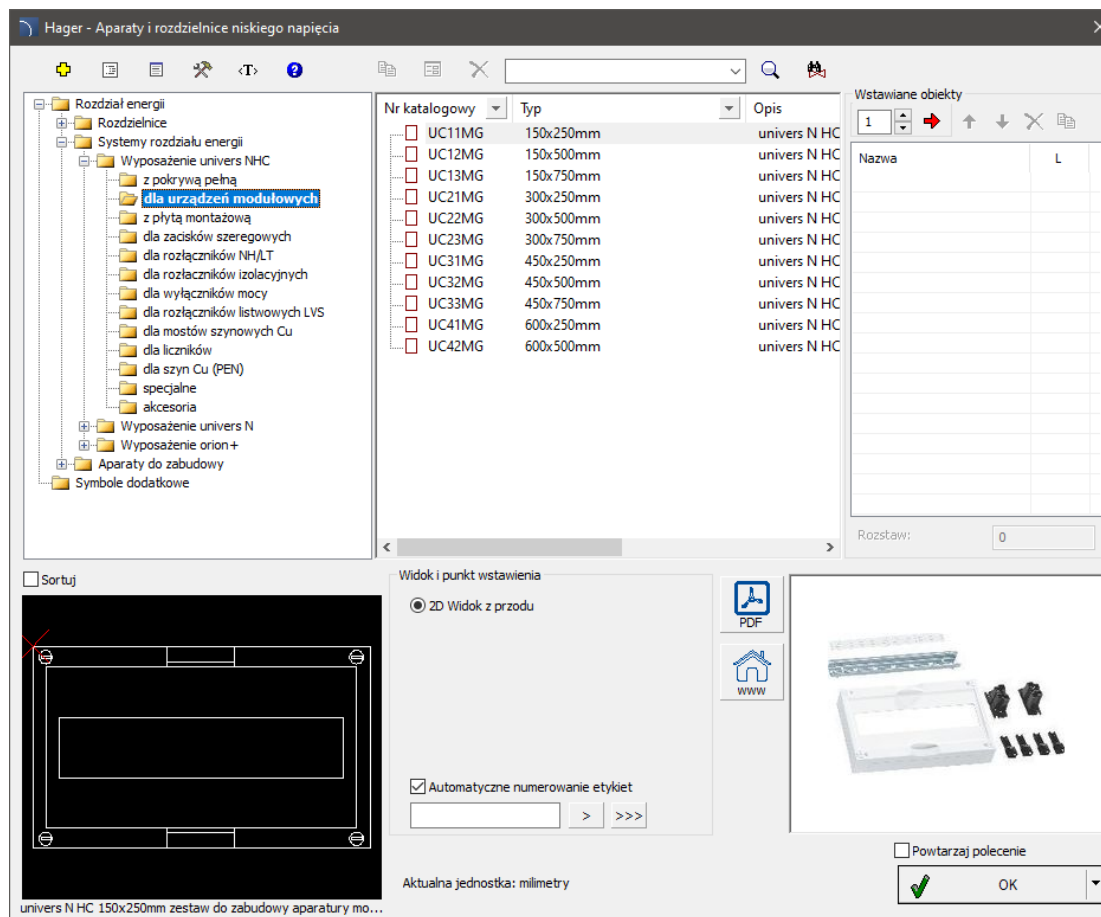 Hager - Aparaty i rozdzielnice niskiego napięcia
<T>
?
Rozdział energii
Rozdzielnice
Systemy rozdziału energii
Wyposażenie univers NHC
z pokrywą pełną
dla urządzeń modułowych
z płytą montażową
dla zacisków szeregowych
dla rozłączników NH/LT
dla rozłączników izolacyjnych
dla wyłączników mocy
dla rozłączników listwowych LVS
dla mostów szynowych Cu
dla liczników
dla szyn Cu (PEN)
specjalne
akcesoria
Wyposażenie univers N
Wyposażenie orion+
Aparaty do zabudowy
Symbole dodatkowe
Nr katalogowy Typ Opis
UC11MG 150x250mm univers N HC
UC12MG 150x500mm univers N HC
UC13MG 150x750mm univers N HC
UC21MG 300x250mm univers N HC
UC22MG 300x500mm univers N HC
UC23MG 300x750mm univers N HC
UC31MG 450x250mm univers N HC
UC32MG 450x500mm univers N HC
UC33MG 450x750mm univers N HC
UC41MG 600x250mm univers N HC
UC42MG 600x500mm univers N HC
Wstawiane obiekty
1
Nazwa L
Rozstaw: 0
Sortuj
univers N HC 150x250mm zestaw do zabudowy aparatury mo...
Widok i punkt wstawienia
2D Widok z przodu
Automatyczne numerowanie etykiet
> >>>
Aktualna jednostka: milimetry
PDF
www
Powtarzaj polecenie
OK